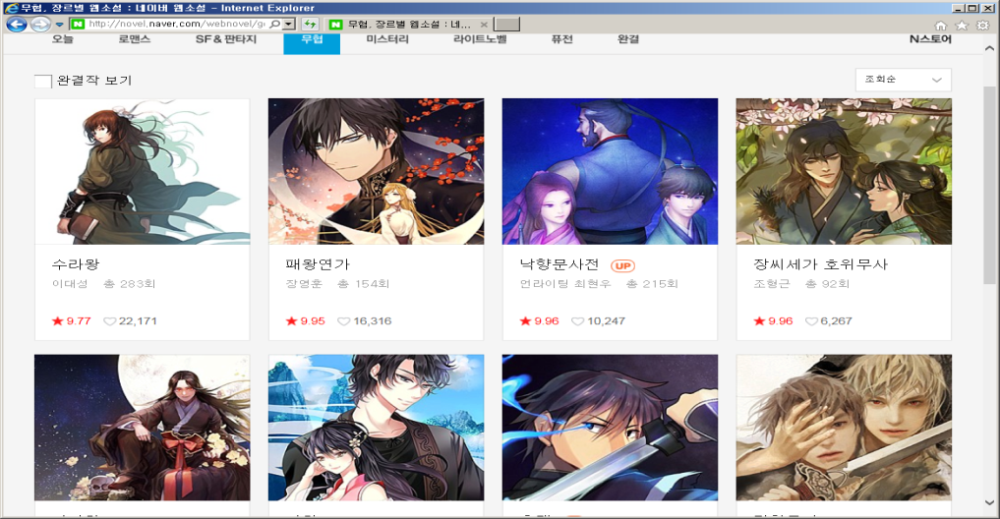 무협, 장르별 웹소설 : 네이버 웹소설 - Internet Explorer
http://novel.naver.com/webnovel/g
무협, 장르별 웹소설 : 네...
오늘 로맨스 SF & 판타지 무협 미스터리 라이트노벨 퓨전 완결 N스토어
완결작 보기 조회순
수라왕 패왕연가 낙향문사전 UP 장씨세가 호위무사
이대성 총 283회 장영훈 총 154회 언라이팅 최현우 총 215회 조형근 총 92회
9.77 22,171 9.95 16,316 9.96 10,247 9.96 6,267